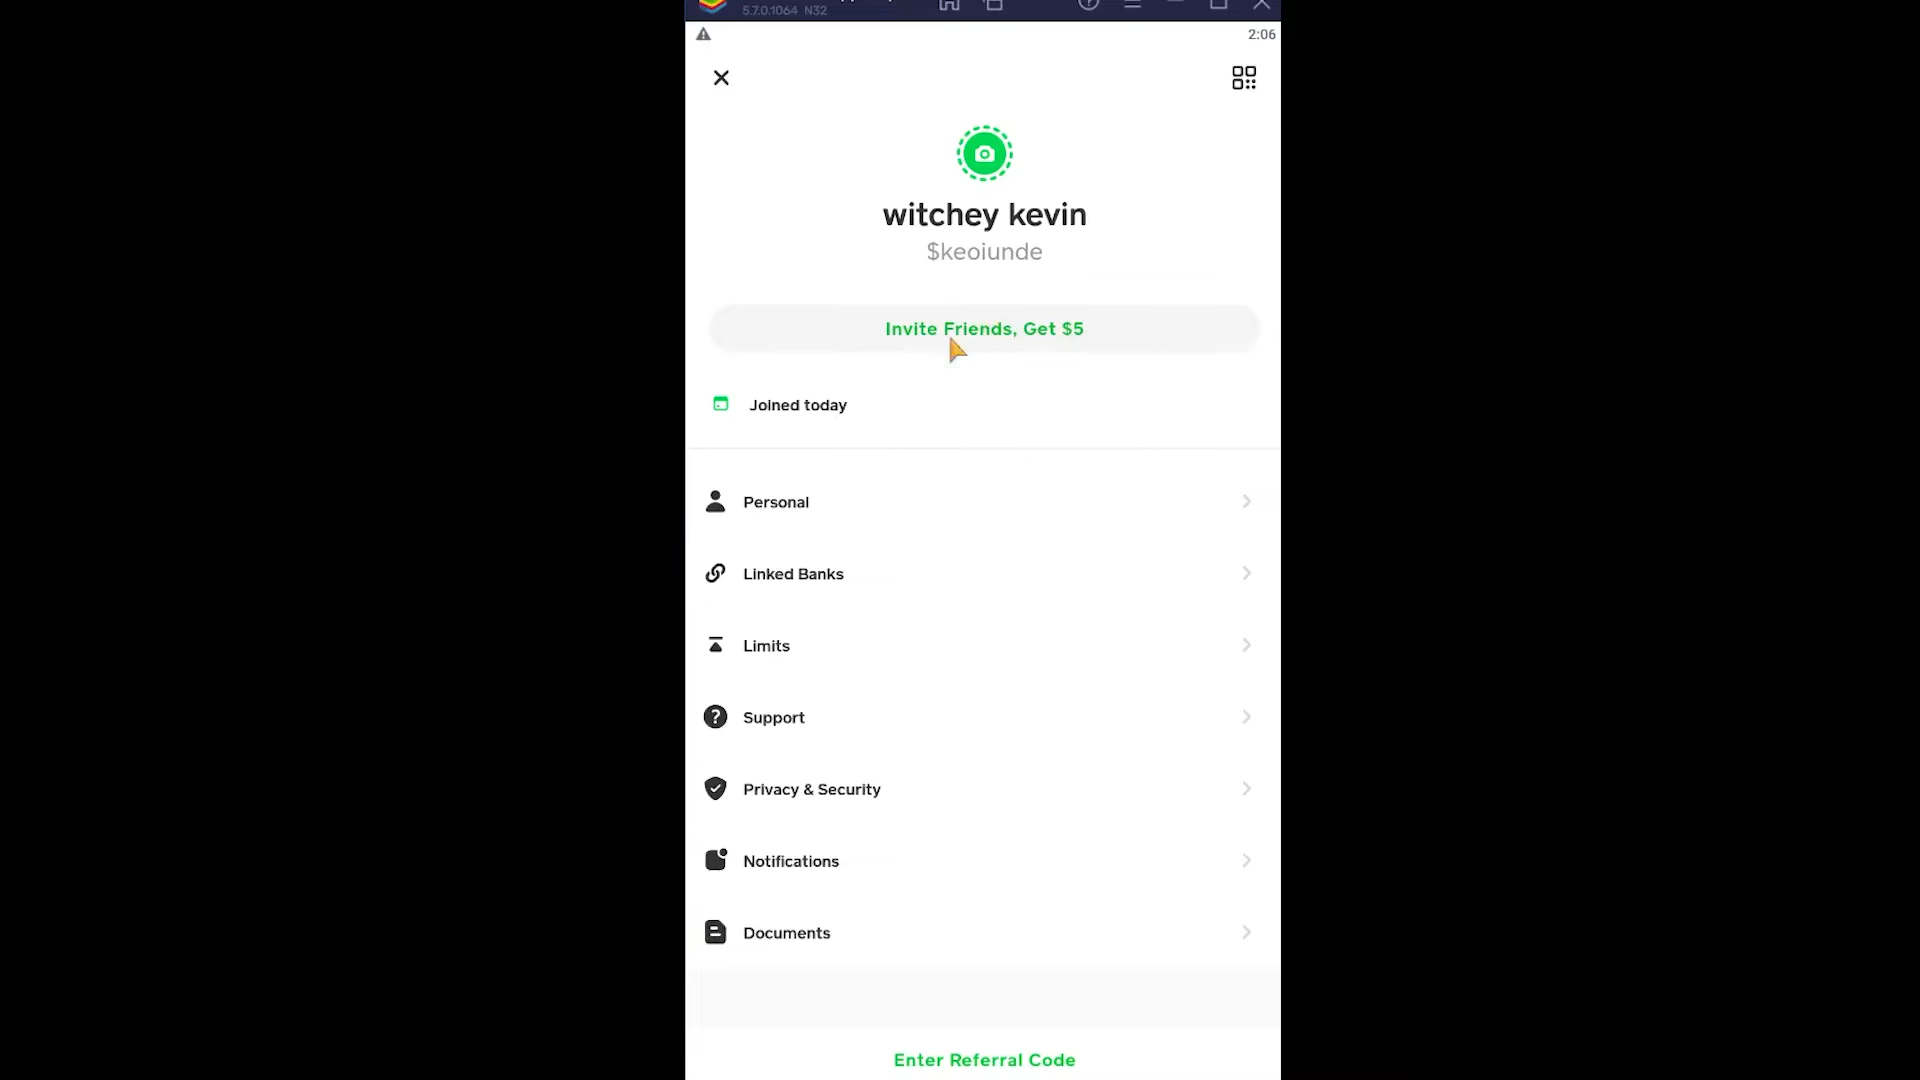 5.7.0.1064 N32
2:06
witchey kevin
$keoiunde
Invite Friends, Get $5
Joined today
Personal
Linked Banks
Limits
Support
Privacy & Security
Notifications
Documents
Enter Referral Code